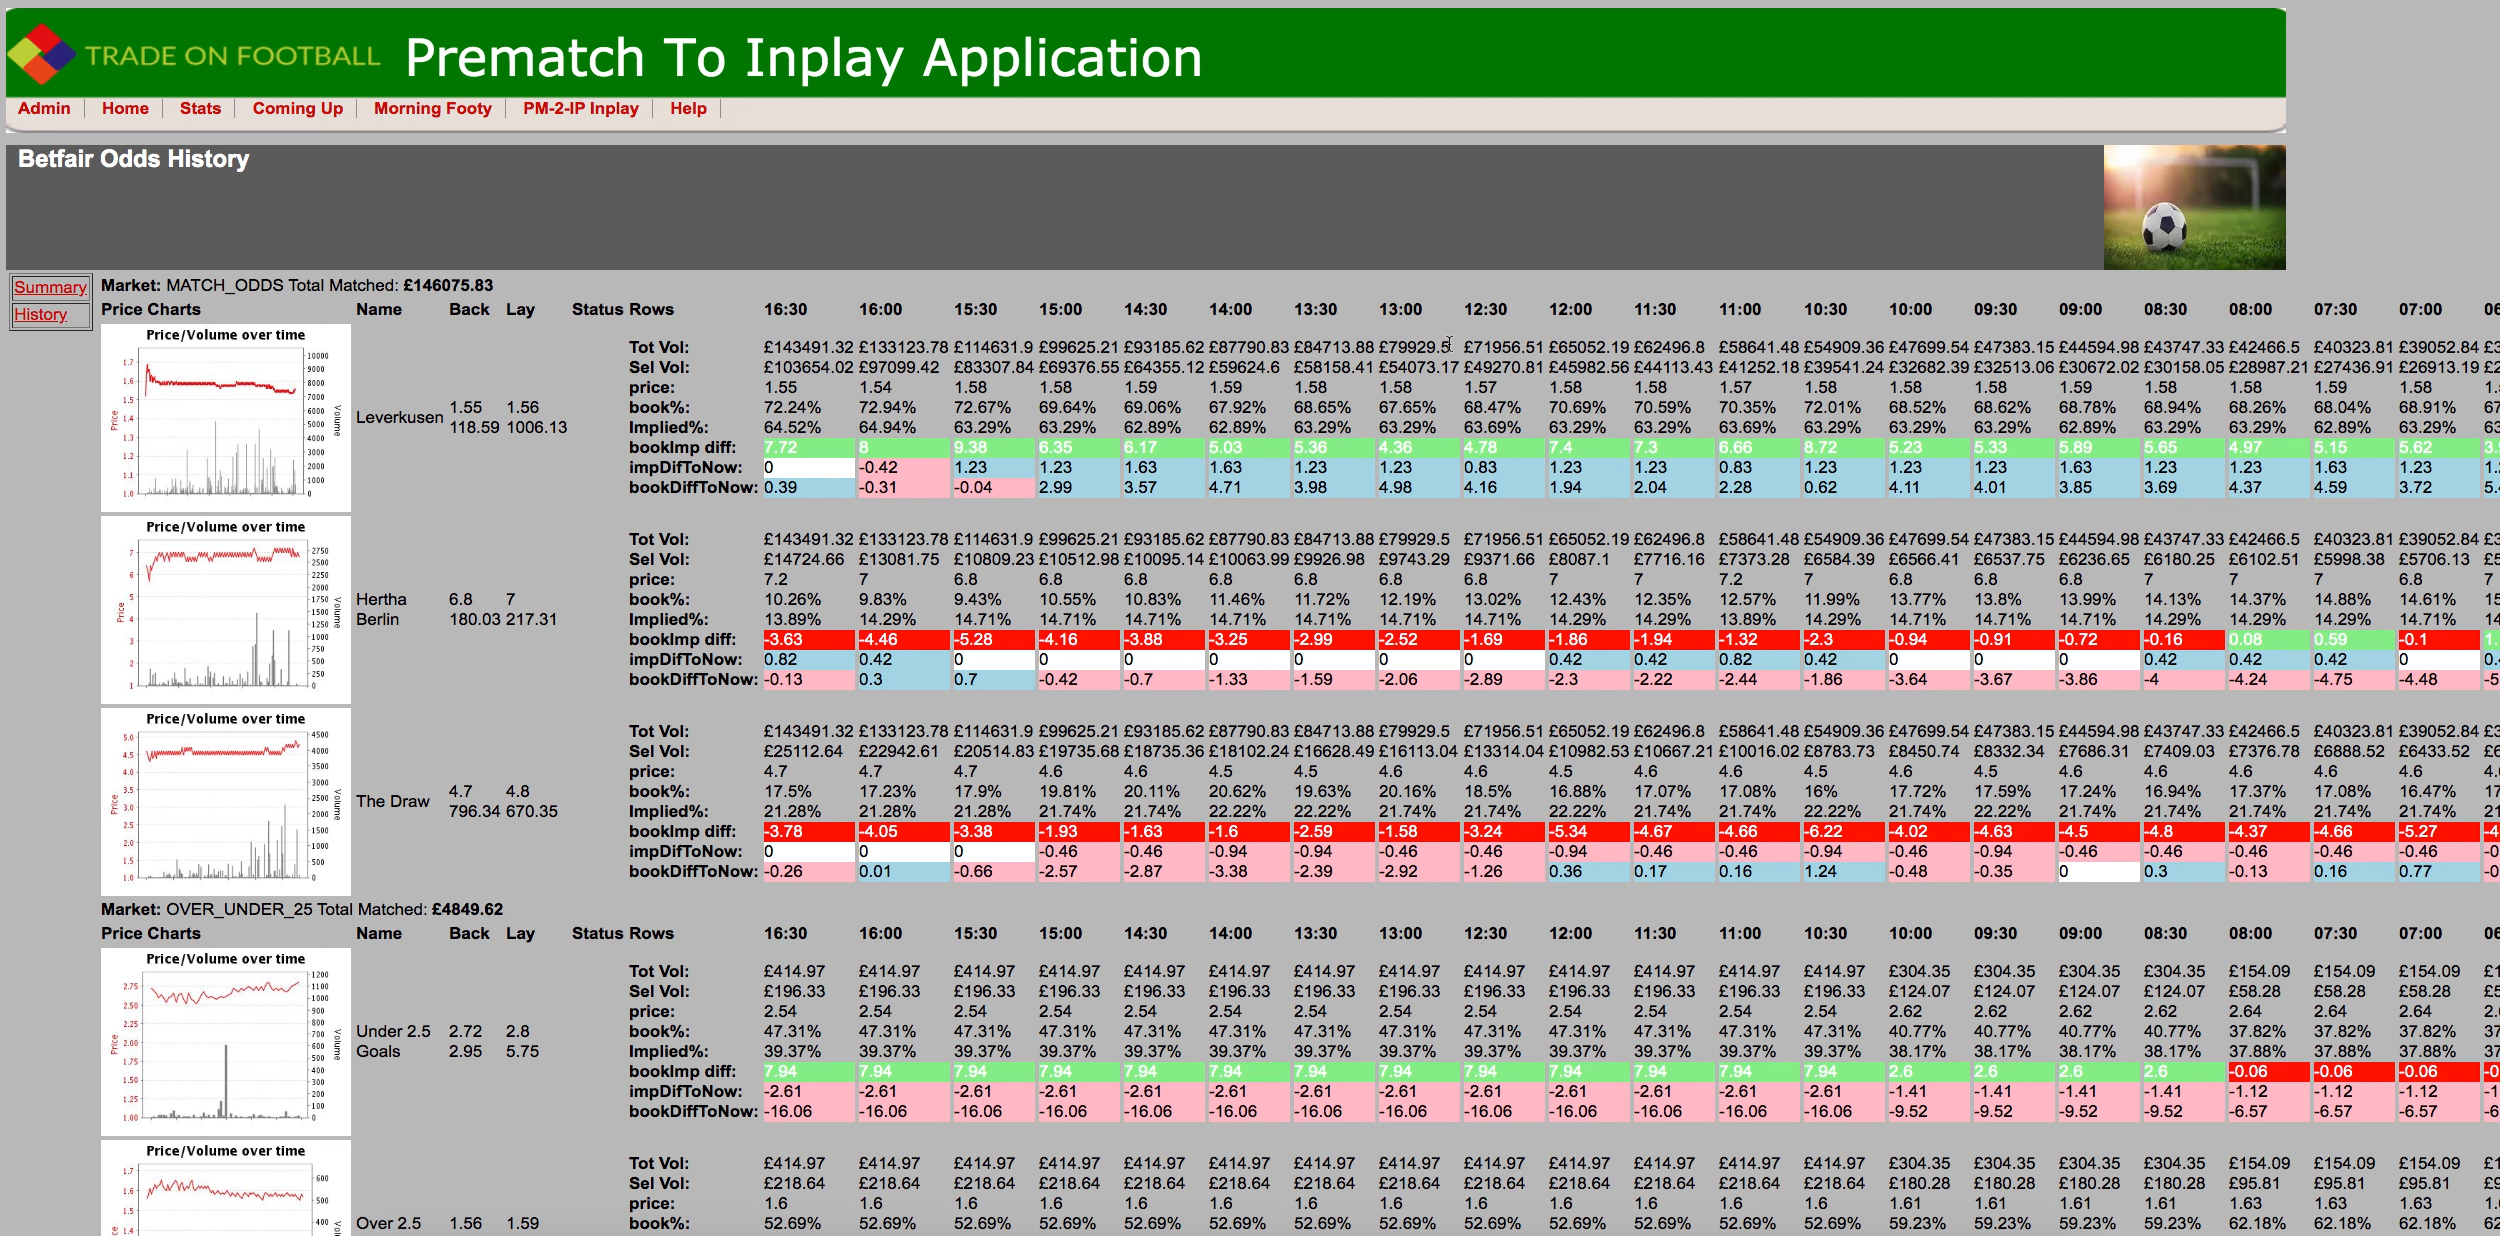 TRADE ON FOOTBALL Prematch To Inplay Application
Admin Home Stats Coming Up Morning Footy PM-2-IP Inplay Help
Betfair Odds History
Summary
History
Market: MATCH_ODDS Total Matched: £146075.83
Price Charts Name Back Lay Status Rows 16:30 16:00 15:30 15:00 14:30 14:00 13:30 13:00 12:30 12:00 11:30 11:00 10:30 10:00 09:30 09:00 08:30 08:00 07:30 07:00
Price/Volume over time
Leverkusen 1.55 1.56
118.59 1006.13
Tot Vol: £143491.32 £133123.78 £114631.9 £99625.21 £93185.62 £87790.83 £84713.88 £79929.5 £71956.51 £65052.19 £62496.8 £58641.48 £54909.36 £47699.54 £47383.15 £44594.98 £43747.33 £42466.5 £40323.81 £39052.84
Sel Vol: £103654.02 £97099.42 £83307.84 £69376.55 £64355.12 £59624.6 £58158.41 £54073.17 £49270.81 £45982.56 £44113.43 £41252.18 £39541.24 £32682.39 £32513.06 £30672.02 £30158.05 £28987.21 £27436.91 £26913.19
price: 1.55 1.54 1.58 1.58 1.59 1.59 1.58 1.58 1.57 1.58 1.58 1.57 1.58 1.58 1.58 1.59 1.58 1.58 1.59 1.58
book%: 72.24% 72.94% 72.67% 69.64% 69.06% 67.92% 68.65% 67.65% 68.47% 70.69% 70.59% 70.35% 72.01% 68.52% 68.62% 68.78% 68.94% 68.26% 68.04% 68.91%
Implied%: 64.52% 64.94% 63.29% 63.29% 62.89% 62.89% 63.29% 63.29% 63.69% 63.29% 63.29% 63.69% 63.29% 63.29% 63.29% 62.89% 63.29% 63.29% 62.89% 63.29%
bookImp diff: 7.72 8 9.38 6.35 6.17 5.03 5.36 4.36 4.78 7.4 7.3 6.66 8.72 5.23 5.33 5.89 5.65 4.97 5.15 5.62
impDifToNow: 0 -0.42 1.23 1.23 1.63 1.63 1.23 1.23 0.83 1.23 1.23 0.83 1.23 1.23 1.23 1.63 1.23 1.23 1.63 1.23
bookDiffToNow: 0.39 -0.31 -0.04 2.99 3.57 4.71 3.98 4.98 4.16 1.94 2.04 2.28 0.62 4.11 4.01 3.85 3.69 4.37 4.59 3.72
Price/Volume over time
Hertha Berlin 6.8 7
180.03 217.31
Tot Vol: £143491.32 £133123.78 £114631.9 £99625.21 £93185.62 £87790.83 £84713.88 £79929.5 £71956.51 £65052.19 £62496.8 £58641.48 £54909.36 £47699.54 £47383.15 £44594.98 £43747.33 £42466.5 £40323.81 £39052.84
Sel Vol: £14724.66 £13081.75 £10809.23 £10512.98 £10095.14 £10063.99 £9926.98 £9743.29 £9371.66 £8087.1 £7716.16 £7373.28 £6584.39 £6566.41 £6537.75 £6236.65 £6180.25 £6102.51 £5998.38 £5706.13
price: 7.2 7 6.8 6.8 6.8 6.8 6.8 6.8 6.8 7 7 7.2 7 6.8 6.8 6.8 7 7 7 6.8 7
book%: 10.26% 9.83% 9.43% 10.55% 10.83% 11.46% 11.72% 12.19% 13.02% 12.43% 12.35% 12.57% 11.99% 13.77% 13.8% 13.99% 14.13% 14.37% 14.88% 14.61%
Implied%: 13.89% 14.29% 14.71% 14.71% 14.71% 14.71% 14.71% 14.71% 14.71% 14.29% 14.29% 13.89% 14.29% 14.71% 14.71% 14.71% 14.29% 14.29% 14.29% 14.71%
bookImp diff: -3.63 -4.46 -5.28 -4.16 -3.88 -3.25 -2.99 -2.52 -1.69 -1.86 -1.94 -1.32 -2.3 -0.94 -0.91 -0.72 -0.16 0.08 0.59 -0.1
impDifToNow: 0.82 0.42 0 0 0 0 0 0 0 0.42 0.42 0.82 0.42 0 0 0 0.42 0.42 0.42 0
bookDiffToNow: -0.13 0.3 0.7 -0.42 -0.7 -1.33 -1.59 -2.06 -2.89 -2.3 -2.22 -2.44 -1.86 -3.64 -3.67 -3.86 -4 -4.24 -4.75 -4.48
Price/Volume over time
The Draw 4.7 4.8
796.34 670.35
Tot Vol: £143491.32 £133123.78 £114631.9 £99625.21 £93185.62 £87790.83 £84713.88 £79929.5 £71956.51 £65052.19 £62496.8 £58641.48 £54909.36 £47699.54 £47383.15 £44594.98 £43747.33 £42466.5 £40323.81 £39052.84
Sel Vol: £25112.64 £22942.61 £20514.83 £19735.68 £18735.36 £18102.24 £16628.49 £16113.04 £13314.04 £10982.53 £10667.21 £10016.02 £8783.73 £8450.74 £8332.34 £7686.31 £7409.03 £7376.78 £6888.52 £6433.52
price: 4.7 4.7 4.7 4.6 4.6 4.5 4.5 4.6 4.6 4.5 4.6 4.6 4.5 4.6 4.5 4.6 4.6 4.6 4.6 4.6
book%: 17.5% 17.23% 17.9% 19.81% 20.11% 20.62% 19.63% 20.16% 18.5% 16.88% 17.07% 17.08% 16% 17.72% 17.59% 17.24% 16.94% 17.37% 17.08% 16.47%
Implied%: 21.28% 21.28% 21.28% 21.74% 21.74% 22.22% 22.22% 21.74% 21.74% 22.22% 21.74% 21.74% 22.22% 21.74% 22.22% 21.74% 21.74% 21.74% 21.74% 21.74%
bookImp diff: -3.78 -4.05 -3.38 -1.93 -1.63 -1.6 -2.59 -1.58 -3.24 -5.34 -4.67 -4.66 -6.22 -4.02 -4.63 -4.5 -4.8 -4.37 -4.66 -5.27
impDifToNow: 0 0 0 -0.46 -0.46 -0.94 -0.94 -0.46 -0.46 -0.94 -0.46 -0.46 -0.94 -0.46 -0.94 -0.46 -0.46 -0.46 -0.46 -0.46
bookDiffToNow: -0.26 0.01 -0.66 -2.57 -2.87 -3.38 -2.39 -2.92 -1.26 0.36 0.17 0.16 1.24 -0.48 -0.35 0 0.3 -0.13 0.16 0.77
Market: OVER_UNDER_25 Total Matched: £4849.62
Price Charts Name Back Lay Status Rows 16:30 16:00 15:30 15:00 14:30 14:00 13:30 13:00 12:30 12:00 11:30 11:00 10:30 10:00 09:30 09:00 08:30 08:00 07:30 07:00
Price/Volume over time
Under 2.5 Goals 2.72 2.8
2.95 5.75
Tot Vol: £414.97 £414.97 £414.97 £414.97 £414.97 £414.97 £414.97 £414.97 £414.97 £414.97 £414.97 £414.97 £414.97 £304.35 £304.35 £304.35 £304.35 £154.09 £154.09 £154.09
Sel Vol: £196.33 £196.33 £196.33 £196.33 £196.33 £196.33 £196.33 £196.33 £196.33 £196.33 £196.33 £196.33 £196.33 £124.07 £124.07 £124.07 £124.07 £58.28 £58.28 £58.28
price: 2.54 2.54 2.54 2.54 2.54 2.54 2.54 2.54 2.54 2.54 2.54 2.54 2.54 2.62 2.62 2.62 2.62 2.64 2.64 2.64
book%: 47.31% 47.31% 47.31% 47.31% 47.31% 47.31% 47.31% 47.31% 47.31% 47.31% 47.31% 47.31% 47.31% 40.77% 40.77% 40.77% 40.77% 37.82% 37.82% 37.82%
Implied%: 39.37% 39.37% 39.37% 39.37% 39.37% 39.37% 39.37% 39.37% 39.37% 39.37% 39.37% 39.37% 39.37% 38.17% 38.17% 38.17% 38.17% 37.88% 37.88% 37.88%
bookImp diff: 7.94 7.94 7.94 7.94 7.94 7.94 7.94 7.94 7.94 7.94 7.94 7.94 7.94 2.6 2.6 2.6 2.6 -0.06 -0.06 -0.06
impDifToNow: -2.61 -2.61 -2.61 -2.61 -2.61 -2.61 -2.61 -2.61 -2.61 -2.61 -2.61 -2.61 -2.61 -1.41 -1.41 -1.41 -1.41 -1.12 -1.12 -1.12
bookDiffToNow: -16.06 -16.06 -16.06 -16.06 -16.06 -16.06 -16.06 -16.06 -16.06 -16.06 -16.06 -16.06 -16.06 -9.52 -9.52 -9.52 -9.52 -6.57 -6.57 -6.57
Price/Volume over time
Over 2.5 1.56 1.59
Tot Vol: £414.97 £414.97 £414.97 £414.97 £414.97 £414.97 £414.97 £414.97 £414.97 £414.97 £414.97 £414.97 £414.97 £304.35 £304.35 £304.35 £304.35 £154.09 £154.09 £154.09
Sel Vol: £218.64 £218.64 £218.64 £218.64 £218.64 £218.64 £218.64 £218.64 £218.64 £218.64 £218.64 £218.64 £218.64 £180.28 £180.28 £180.28 £180.28 £95.81 £95.81 £95.81
price: 1.6 1.6 1.6 1.6 1.6 1.6 1.6 1.6 1.6 1.6 1.6 1.6 1.6 1.61 1.61 1.61 1.61 1.63 1.63 1.63
book%: 52.69% 52.69% 52.69% 52.69% 52.69% 52.69% 52.69% 52.69% 52.69% 52.69% 52.69% 52.69% 52.69% 59.23% 59.23% 59.23% 59.23% 62.18% 62.18% 62.18%